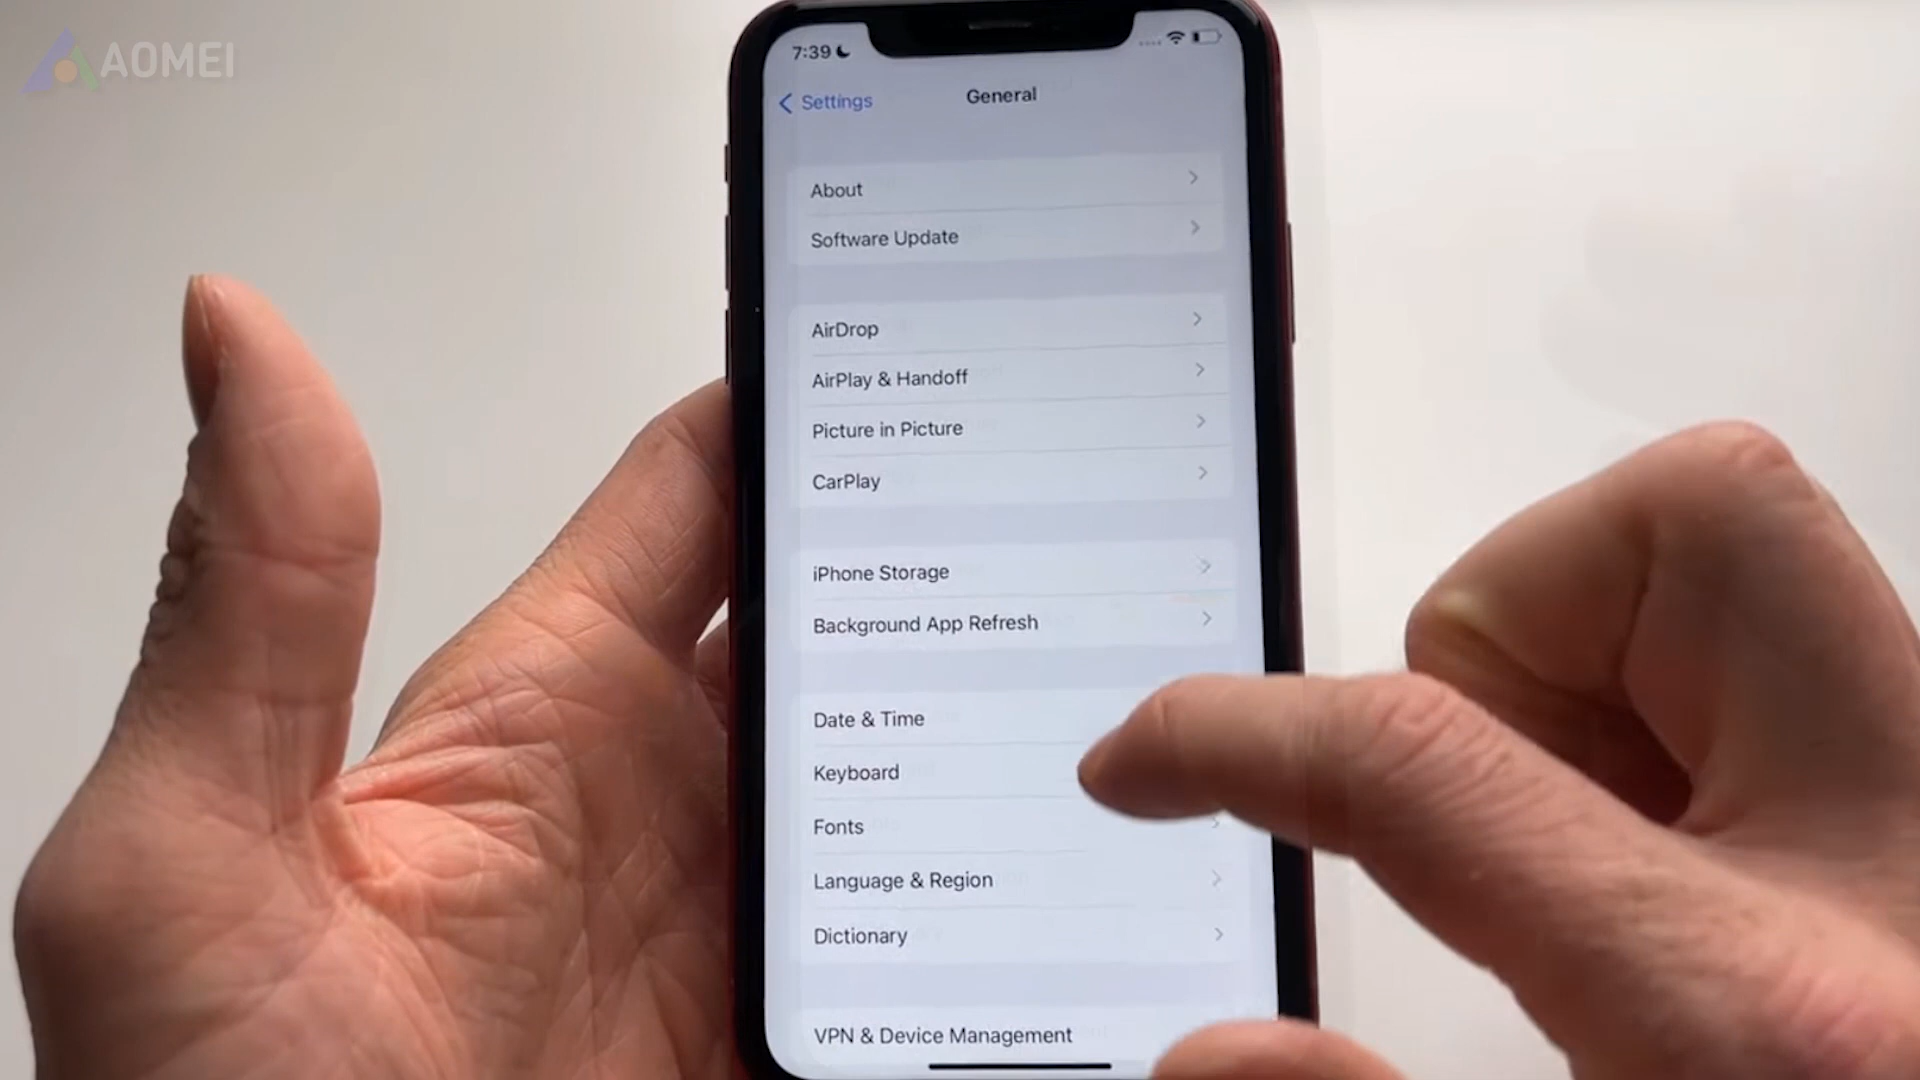 AOMEI
7:39
Settings
General
About
Software Update
AirDrop
AirPlay & Handoff
Picture in Picture
CarPlay
iPhone Storage
Background App Refresh
Date & Time
Keyboard
Fonts
Language & Region
Dictionary
VPN & Device Management